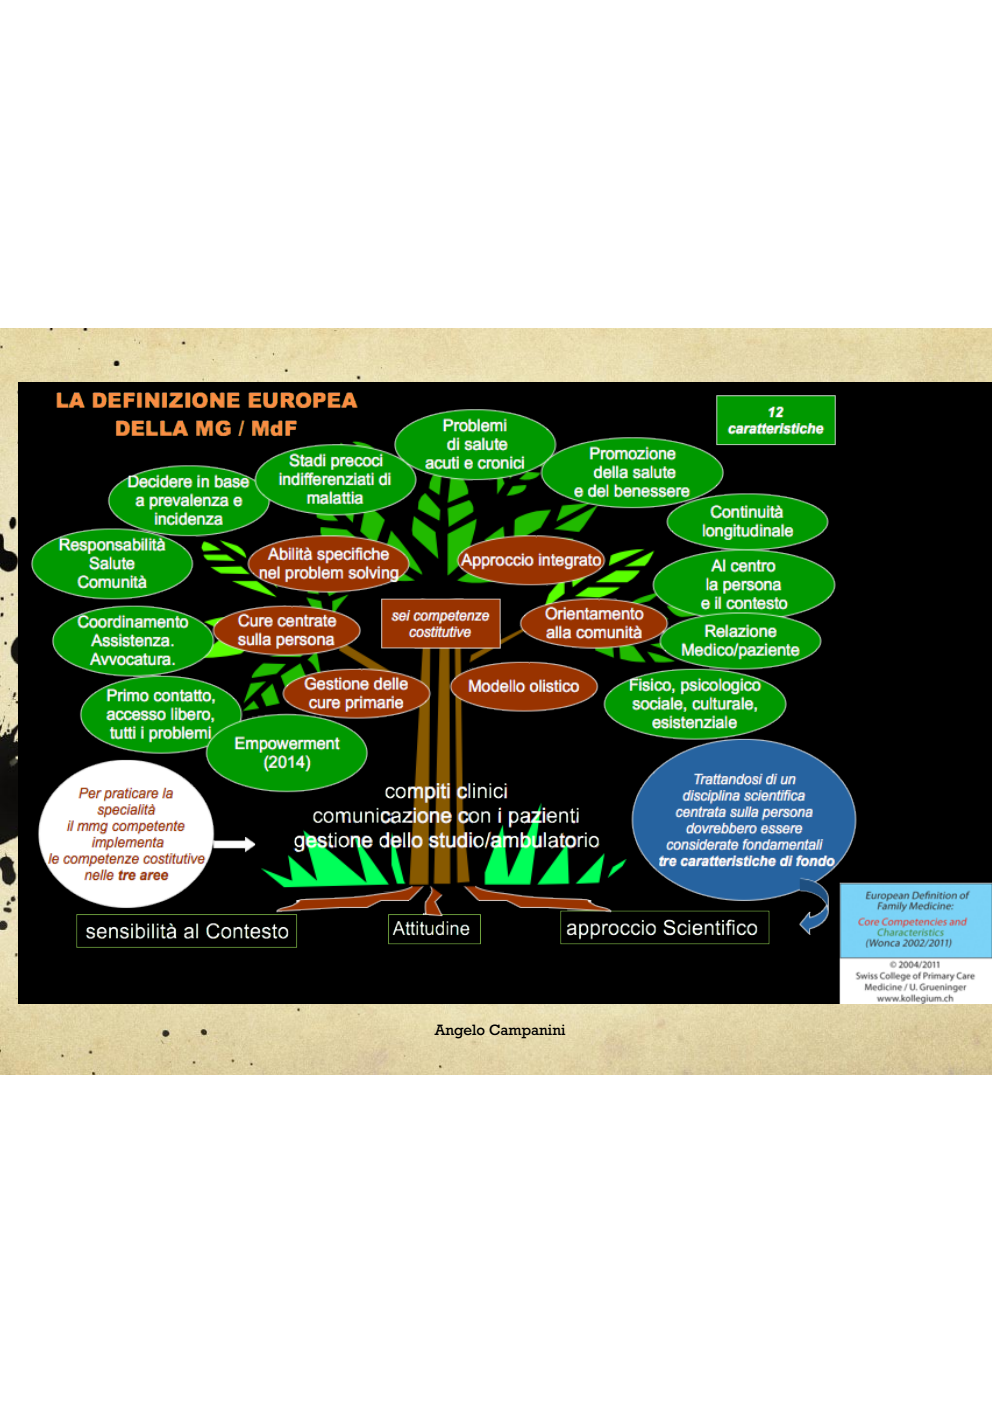 LA DEFINIZIONE EUROPEA
DELLA MG / MdF
12
caratteristiche
Problemi
di salute
acuti e cronici
Stadi precoci
indifferenziati di
malattia
Promozione
della salute
e del benessere
Decidere in base
a prevalenza e
incidenza
Continuità
longitudinale
Responsabilità
Salute
Comunità
Abilità specifiche
nel problem solving
Approccio integrato
Al centro
la persona
e il contesto
Coordinamento
Assistenza.
Avvocatura.
Cure centrate
sulla persona
sei competenze
costitutive
Orientamento
alla comunità
Relazione
Medico/paziente
Primo contatto,
accesso libero,
tutti i problemi
Gestione delle
cure primarie
Modello olistico
Fisico, psicologico
sociale, culturale,
esistenziale
Empowerment
(2014)
Per praticare la
specialità
il mmg competente
implementa
le competenze costitutive
nelle tre aree
compiti clinici
comunicazione con i pazienti
gestione dello studio/ambulatorio
Trattandosi di un
disciplina scientifica
centrata sulla persona
dovrebbero essere
considerate fondamentali
tre caratteristiche di fondo
sensibilità al Contesto
Attitudine
approccio Scientifico
European Definition of
Family Medicine:
Core Competencies and
Characteristics
(Wonca 2002/2011)
© 2004/2011
Swiss College of Primary Care
Medicine / U. Grueninger
www.kollegium.ch
Angelo Campanini